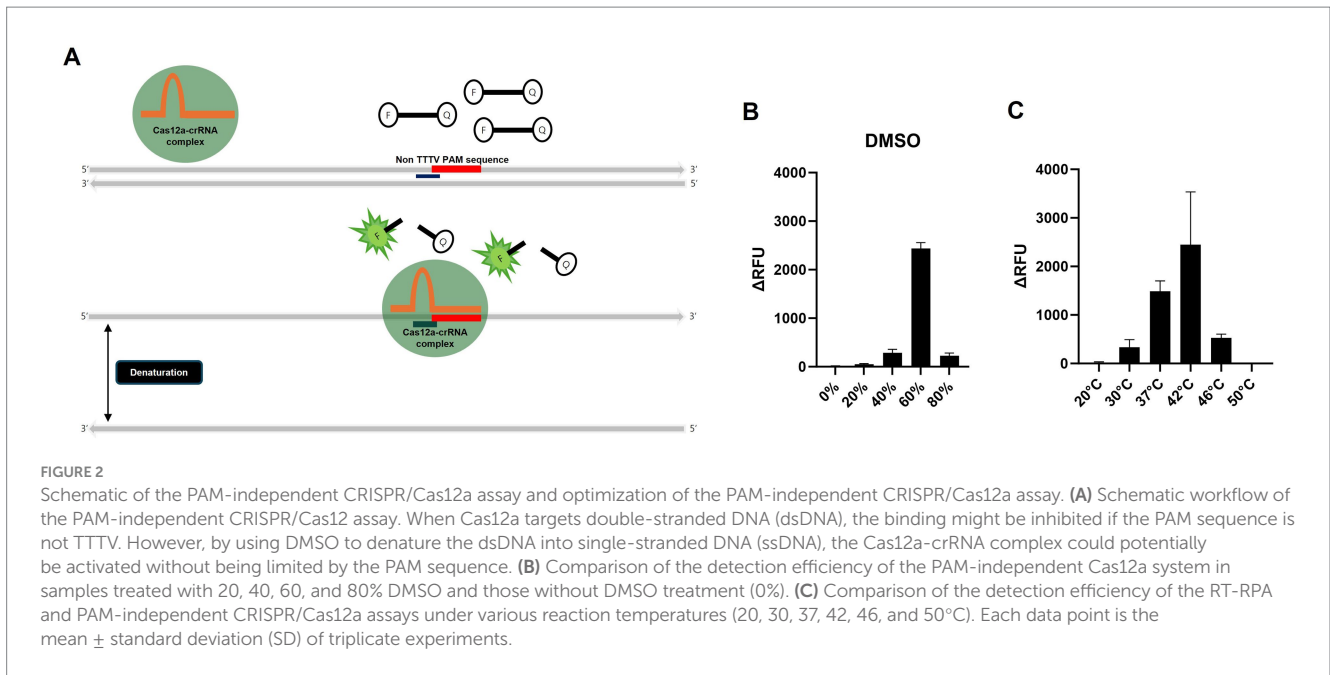 A
Cas12a-crRNA
complex
F Q
F Q
F Q
Non TTTV PAM sequence
5' 3'
3' 5'
F Q F Q
5' 3'
Cas12a-crRNA
complex
Denaturation
3' 5'
B
DMSO
ΔRFU
4000
3000
2000
1000
0
0% 20% 40% 60% 80%
C
ΔRFU
4000
3000
2000
1000
0
20°C 30°C 37°C 42°C 46°C 50°C
FIGURE 2
Schematic of the PAM-independent CRISPR/Cas12a assay and optimization of the PAM-independent CRISPR/Cas12a assay. (A) Schematic workflow of
the PAM-independent CRISPR/Cas12 assay. When Cas12a targets double-stranded DNA (dsDNA), the binding might be inhibited if the PAM sequence is
not TTTV. However, by using DMSO to denature the dsDNA into single-stranded DNA (ssDNA), the Cas12a-crRNA complex could potentially
be activated without being limited by the PAM sequence. (B) Comparison of the detection efficiency of the PAM-independent Cas12a system in
samples treated with 20, 40, 60, and 80% DMSO and those without DMSO treatment (0%). (C) Comparison of the detection efficiency of the RT-RPA
and PAM-independent CRISPR/Cas12a assays under various reaction temperatures (20, 30, 37, 42, 46, and 50°C). Each data point is the
mean ± standard deviation (SD) of triplicate experiments.